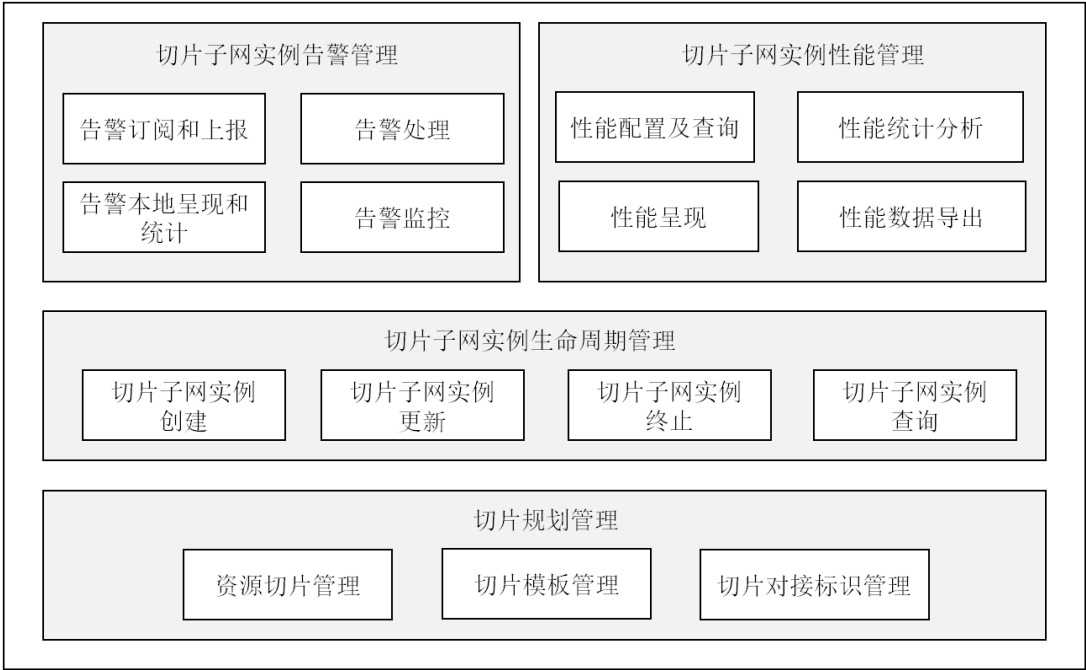 切片子网实例告警管理
告警订阅和上报
告警处理
告警本地呈现和
统计
告警监控
切片子网实例性能管理
性能配置及查询
性能统计分析
性能呈现
性能数据导出
切片子网实例生命周期管理
切片子网实例
创建
切片子网实例
更新
切片子网实例
终止
切片子网实例
查询
切片规划管理
资源切片管理
切片模板管理
切片对接标识管理